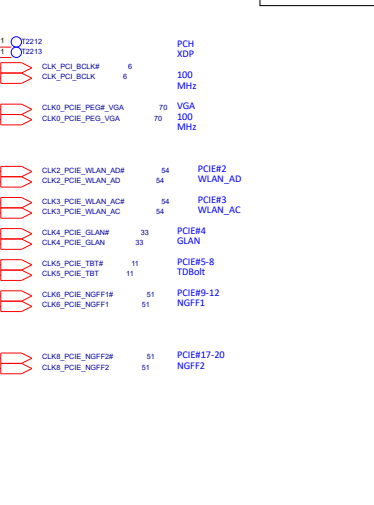 1 T2212 PCH
1 T2213 XDP
CLK_PCI_BCLK# 6 100
CLK_PCI_BCLK 6 MHz
CLK0_PCIE_PEG#_VGA 70 VGA
CLK0_PCIE_PEG_VGA 70 100
MHz
CLK2_PCIE_WLAN_AD# 54 PCIE#2
CLK2_PCIE_WLAN_AD 54 WLAN_AD
CLK3_PCIE_WLAN_AC# 54 PCIE#3
CLK3_PCIE_WLAN_AC 54 WLAN_AC
CLK4_PCIE_GLAN# 33 PCIE#4
CLK4_PCIE_GLAN 33 GLAN
CLK5_PCIE_TBT# 11 PCIE#5-8
CLK5_PCIE_TBT 11 TDBolt
CLK6_PCIE_NGFF1# 51 PCIE#9-12
CLK6_PCIE_NGFF1 51 NGFF1
CLK8_PCIE_NGFF2# 51 PCIE#17-20
CLK8_PCIE_NGFF2 51 NGFF2